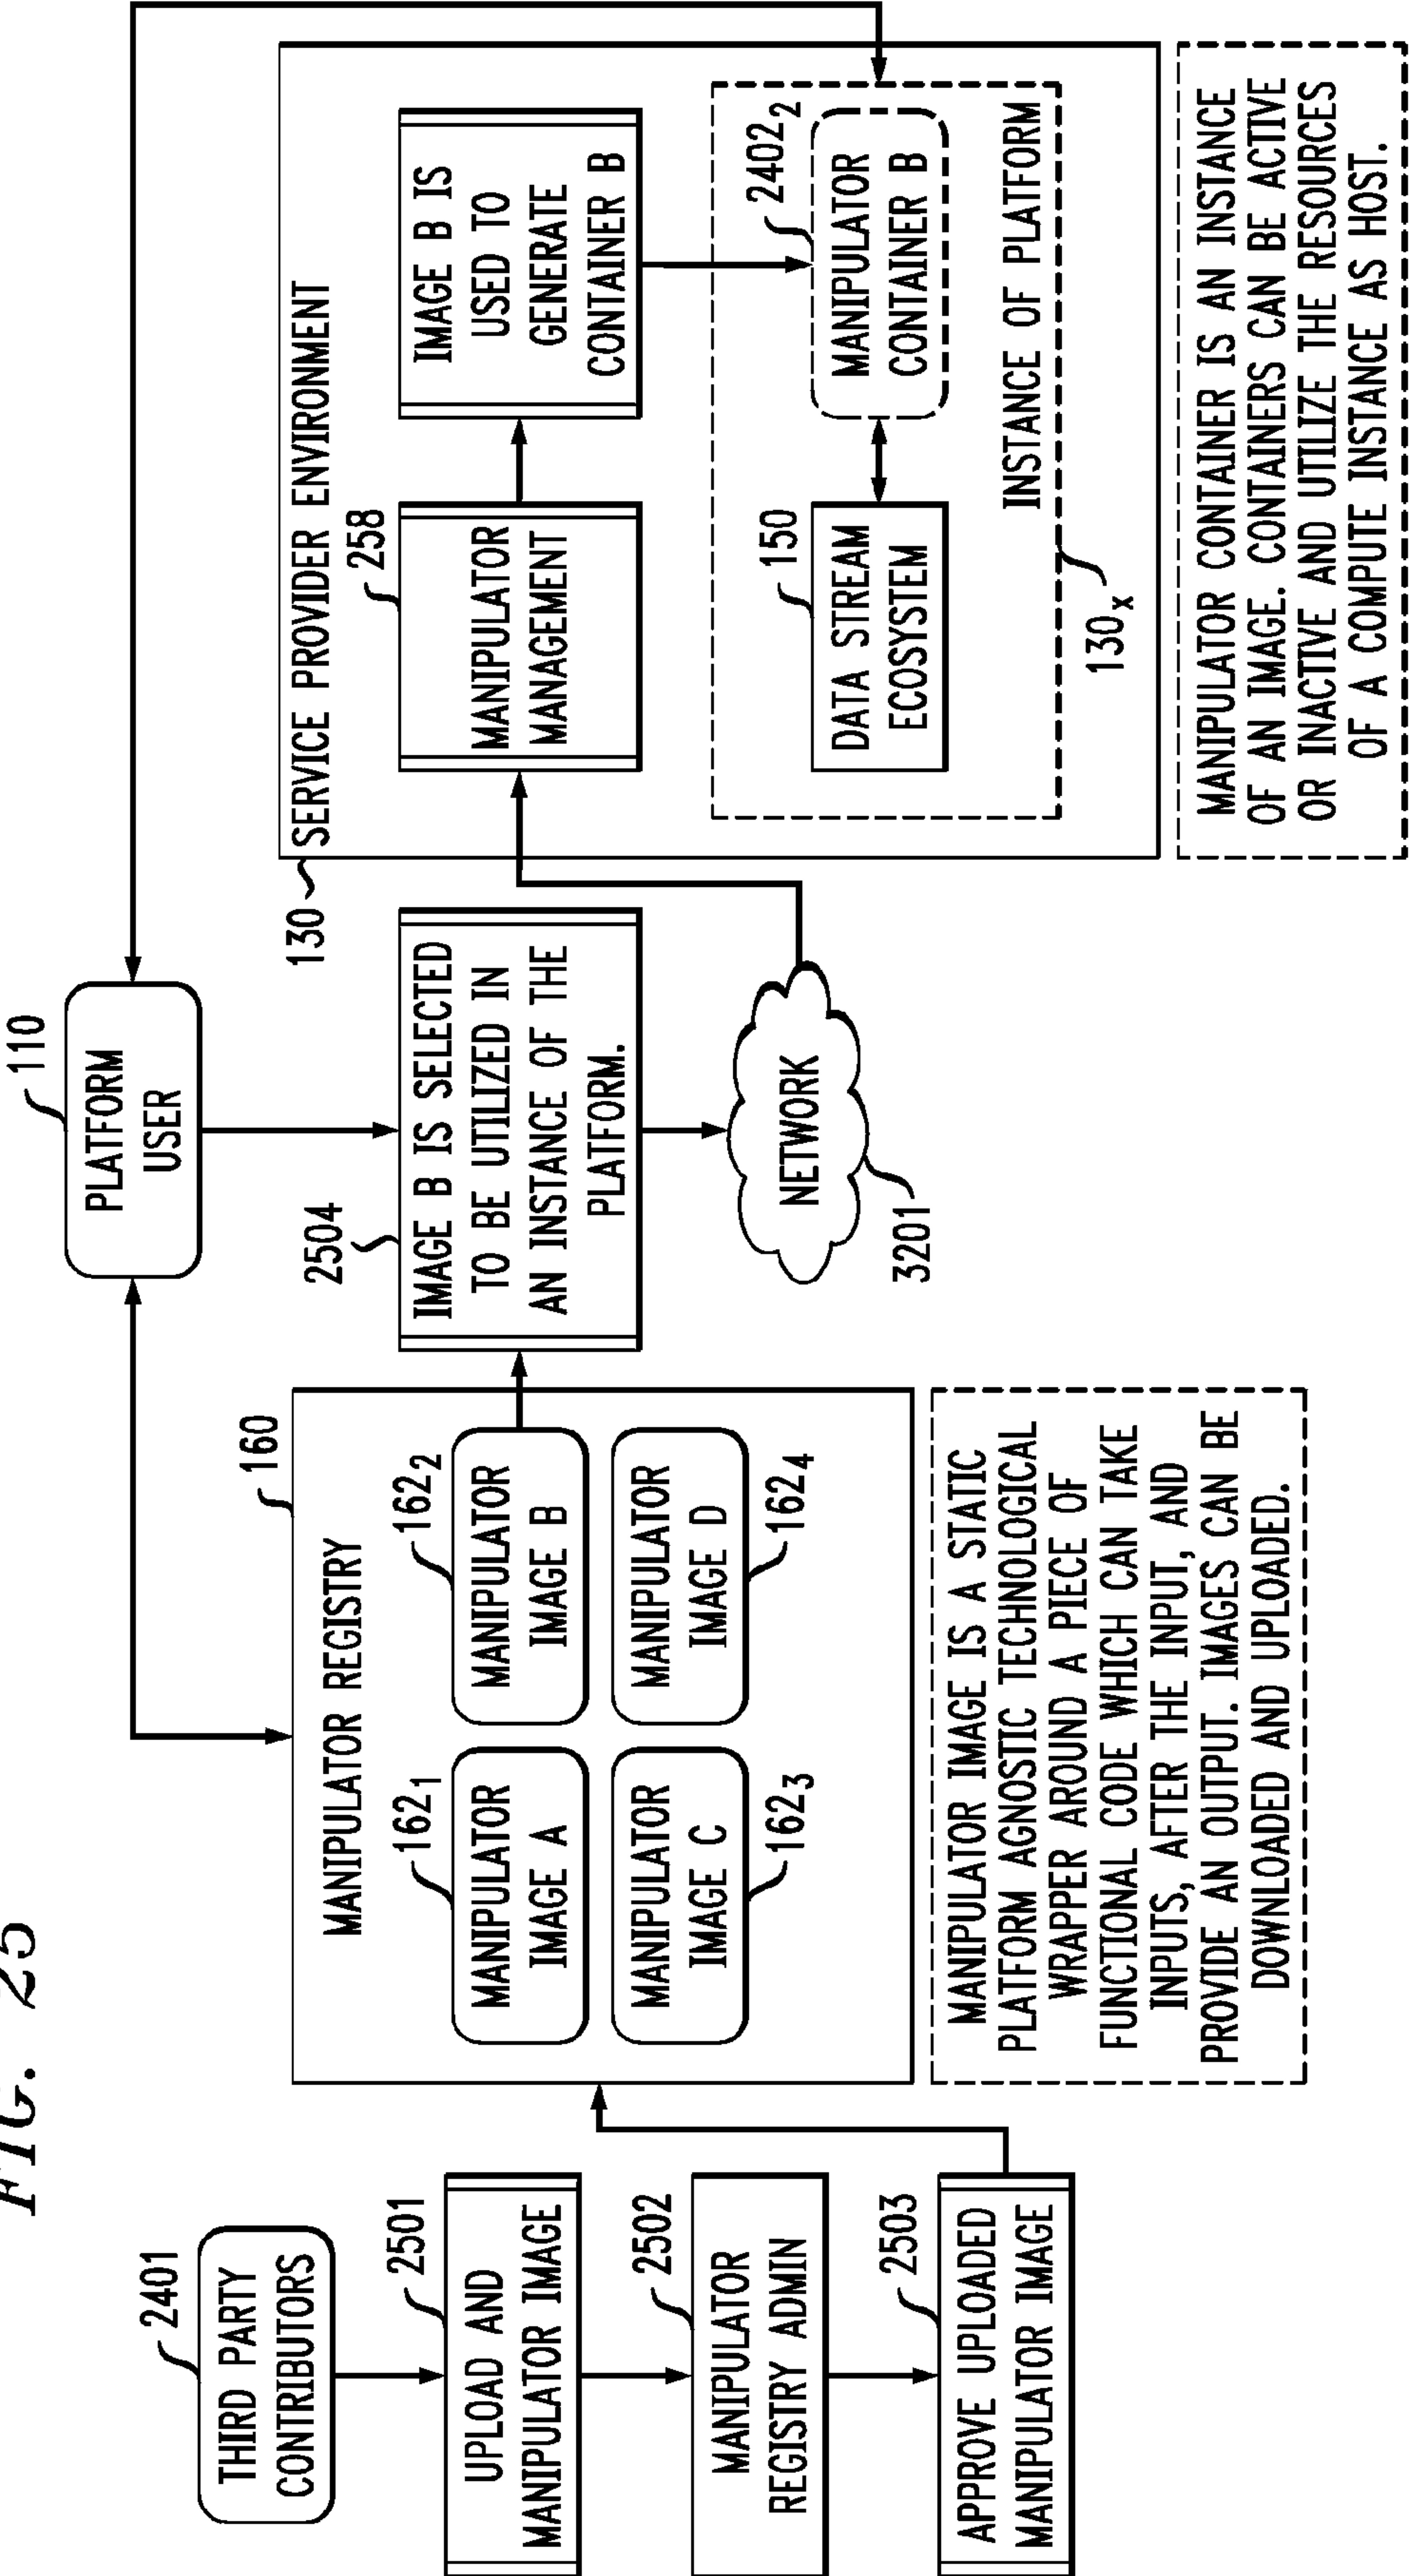 FIG. 25
2401
THIRD PARTY
CONTRIBUTORS
2501
UPLOAD AND
MANIPULATOR IMAGE
2502
MANIPULATOR
REGISTRY ADMIN
2503
APPROVE UPLOADED
MANIPULATOR IMAGE
160
MANIPULATOR REGISTRY
162₁
MANIPULATOR
IMAGE A
162₂
MANIPULATOR
IMAGE B
MANIPULATOR
IMAGE C
162₃
MANIPULATOR
IMAGE D
162₄
MANIPULATOR IMAGE IS A STATIC
PLATFORM AGNOSTIC TECHNOLOGICAL
WRAPPER AROUND A PIECE OF
FUNCTIONAL CODE WHICH CAN TAKE
INPUTS, AFTER THE INPUT, AND
PROVIDE AN OUTPUT. IMAGES CAN BE
DOWNLOADED AND UPLOADED.
110
PLATFORM
USER
2504
IMAGE B IS SELECTED
TO BE UTILIZED IN
AN INSTANCE OF THE
PLATFORM.
NETWORK
3201
130
SERVICE PROVIDER ENVIRONMENT
258
MANIPULATOR
MANAGEMENT
IMAGE B IS
USED TO
GENERATE
CONTAINER B
150
DATA STREAM
ECOSYSTEM
2402₂
MANIPULATOR
CONTAINER B
INSTANCE OF PLATFORM
130ₓ
MANIPULATOR CONTAINER IS AN INSTANCE
OF AN IMAGE. CONTAINERS CAN BE ACTIVE
OR INACTIVE AND UTILIZE THE RESOURCES
OF A COMPUTE INSTANCE AS HOST.